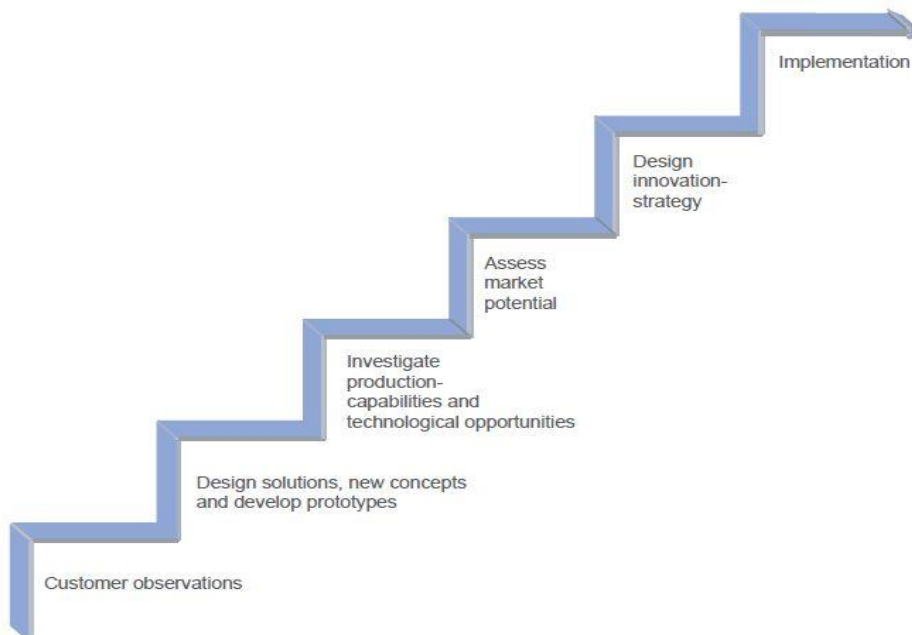 Implementation
Design
innovation-
strategy
Assess
market
potential
Investigate
production-
capabilities and
technological opportunities
Design solutions, new concepts
and develop prototypes
Customer observations